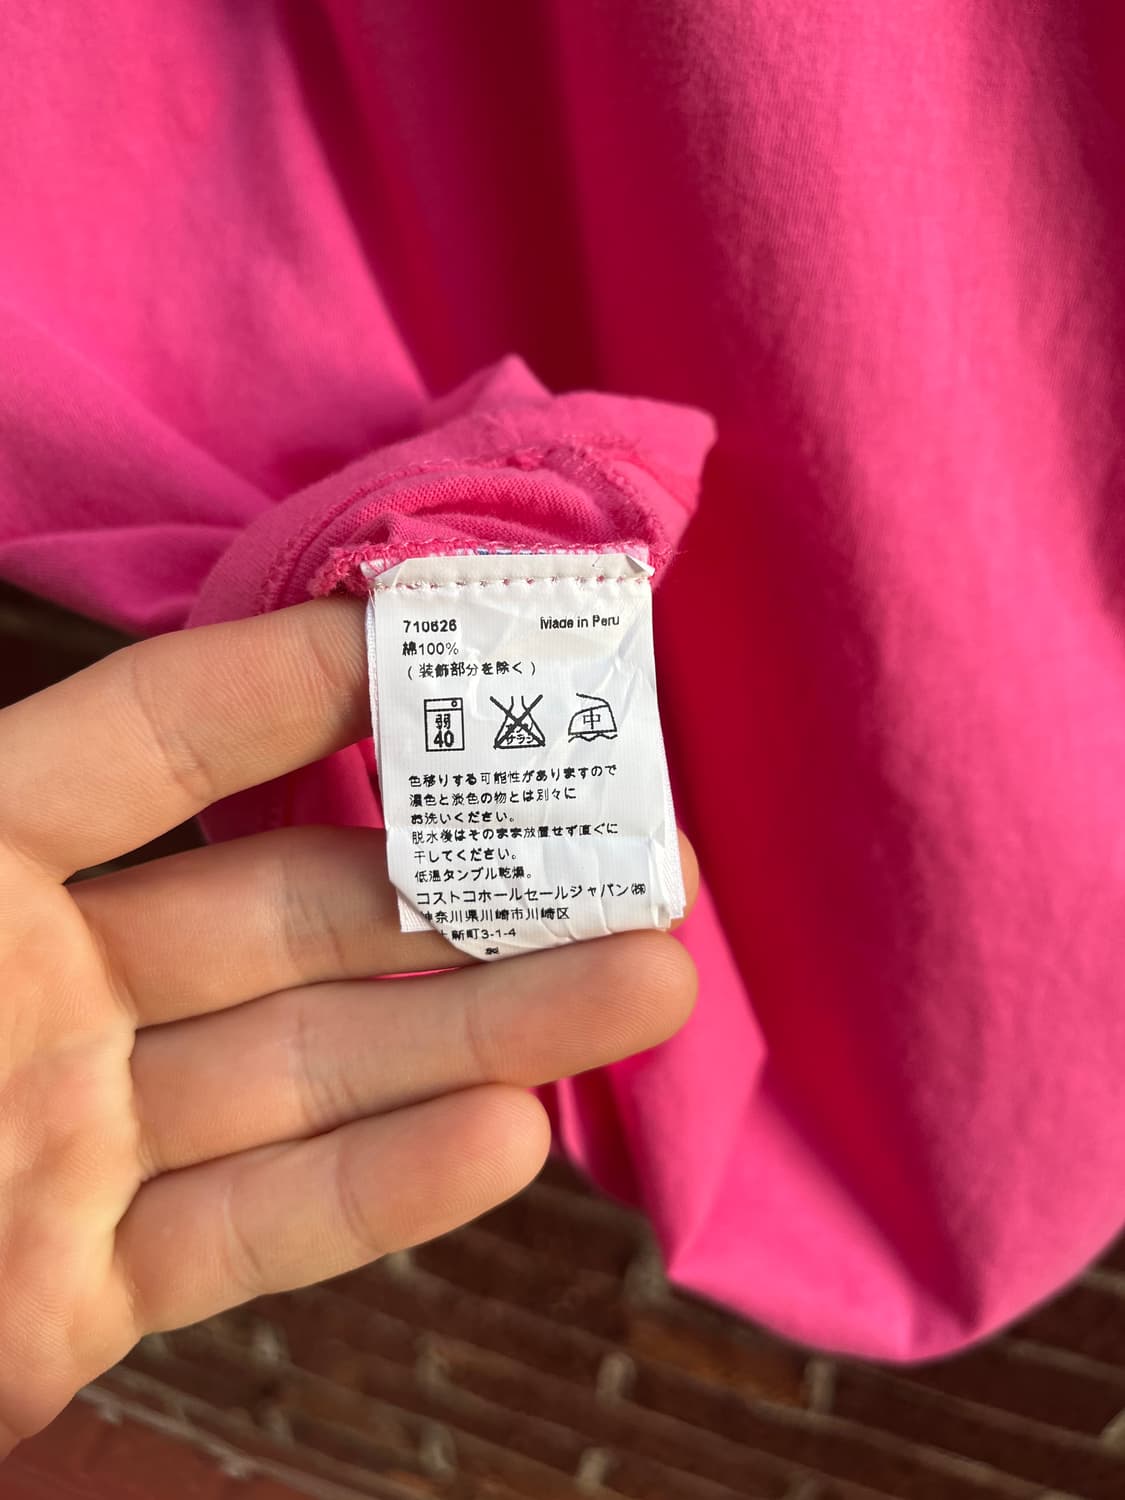 710626
Made in Peru
綿100%
( 装飾部分を除く )
弱
40
中
色移りする可能性がありますので
濃色と淡色の物とは別々に
お洗いください。
脱水後はそのまま放置せず直ぐに
干してください。
低温タンブル乾燥。
コストコホールセールジャパン㈱
神奈川県川崎市川崎区
新町3-1-4